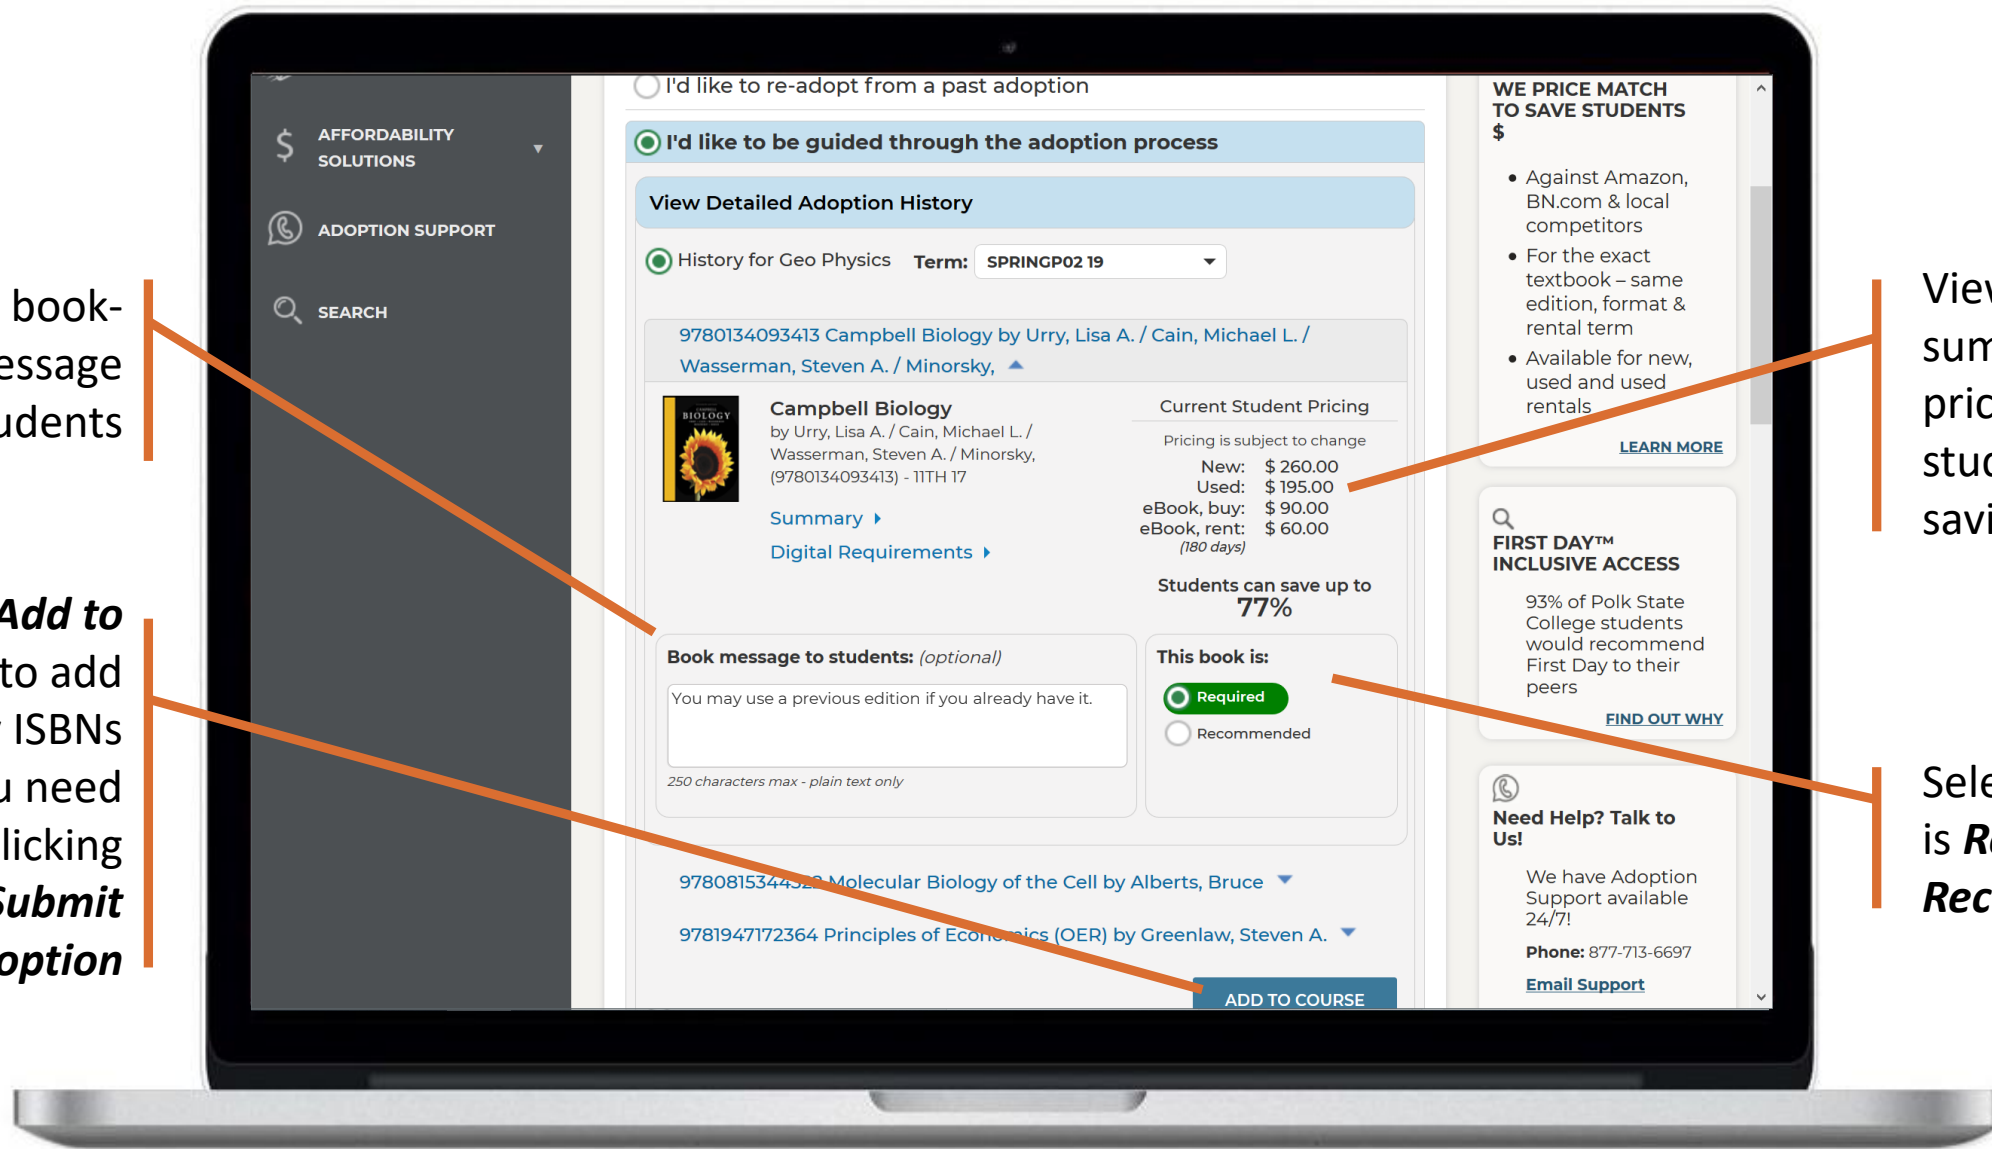 book-
essage
udents
Add to
to add
ISBNs
u need
licking
Submit
option
AFFORDABILITY
SOLUTIONS
ADOPTION SUPPORT
SEARCH
I'd like to re-adopt from a past adoption
I'd like to be guided through the adoption process
View Detailed Adoption History
History for Geo Physics Term: SPRINGP02 19
9780134093413 Campbell Biology by Urry, Lisa A. / Cain, Michael L. /
Wasserman, Steven A. / Minorsky,
BIOLOGY
Campbell Biology
by Urry, Lisa A. / Cain, Michael L. /
Wasserman, Steven A. / Minorsky,
(9780134093413) - 11TH 17
Summary
Digital Requirements
Current Student Pricing
Pricing is subject to change
New: $ 260.00
Used: $ 195.00
eBook, buy: $ 90.00
eBook, rent: $ 60.00
(180 days)
Students can save up to
77%
Book message to students: (optional)
You may use a previous edition if you already have it.
250 characters max - plain text only
This book is:
Required
Recommended
Molecular Biology of the Cell by Alberts, Bruce
9781947172364 Principles of Economics (OER) by Greenlaw, Steven A.
ADD TO COURSE
WE PRICE MATCH
TO SAVE STUDENTS
$
• Against Amazon,
BN.com & local
competitors
• For the exact
textbook – same
edition, format &
rental term
• Available for new,
used and used
rentals
LEARN MORE
FIRST DAY™
INCLUSIVE ACCESS
93% of Polk State
College students
would recommend
First Day to their
peers
FIND OUT WHY
Need Help? Talk to
Us!
We have Adoption
Support available
24/7!
Phone: 877-713-6697
Email Support
View
sum
pric
stud
savi
Sele
is Re
Rec